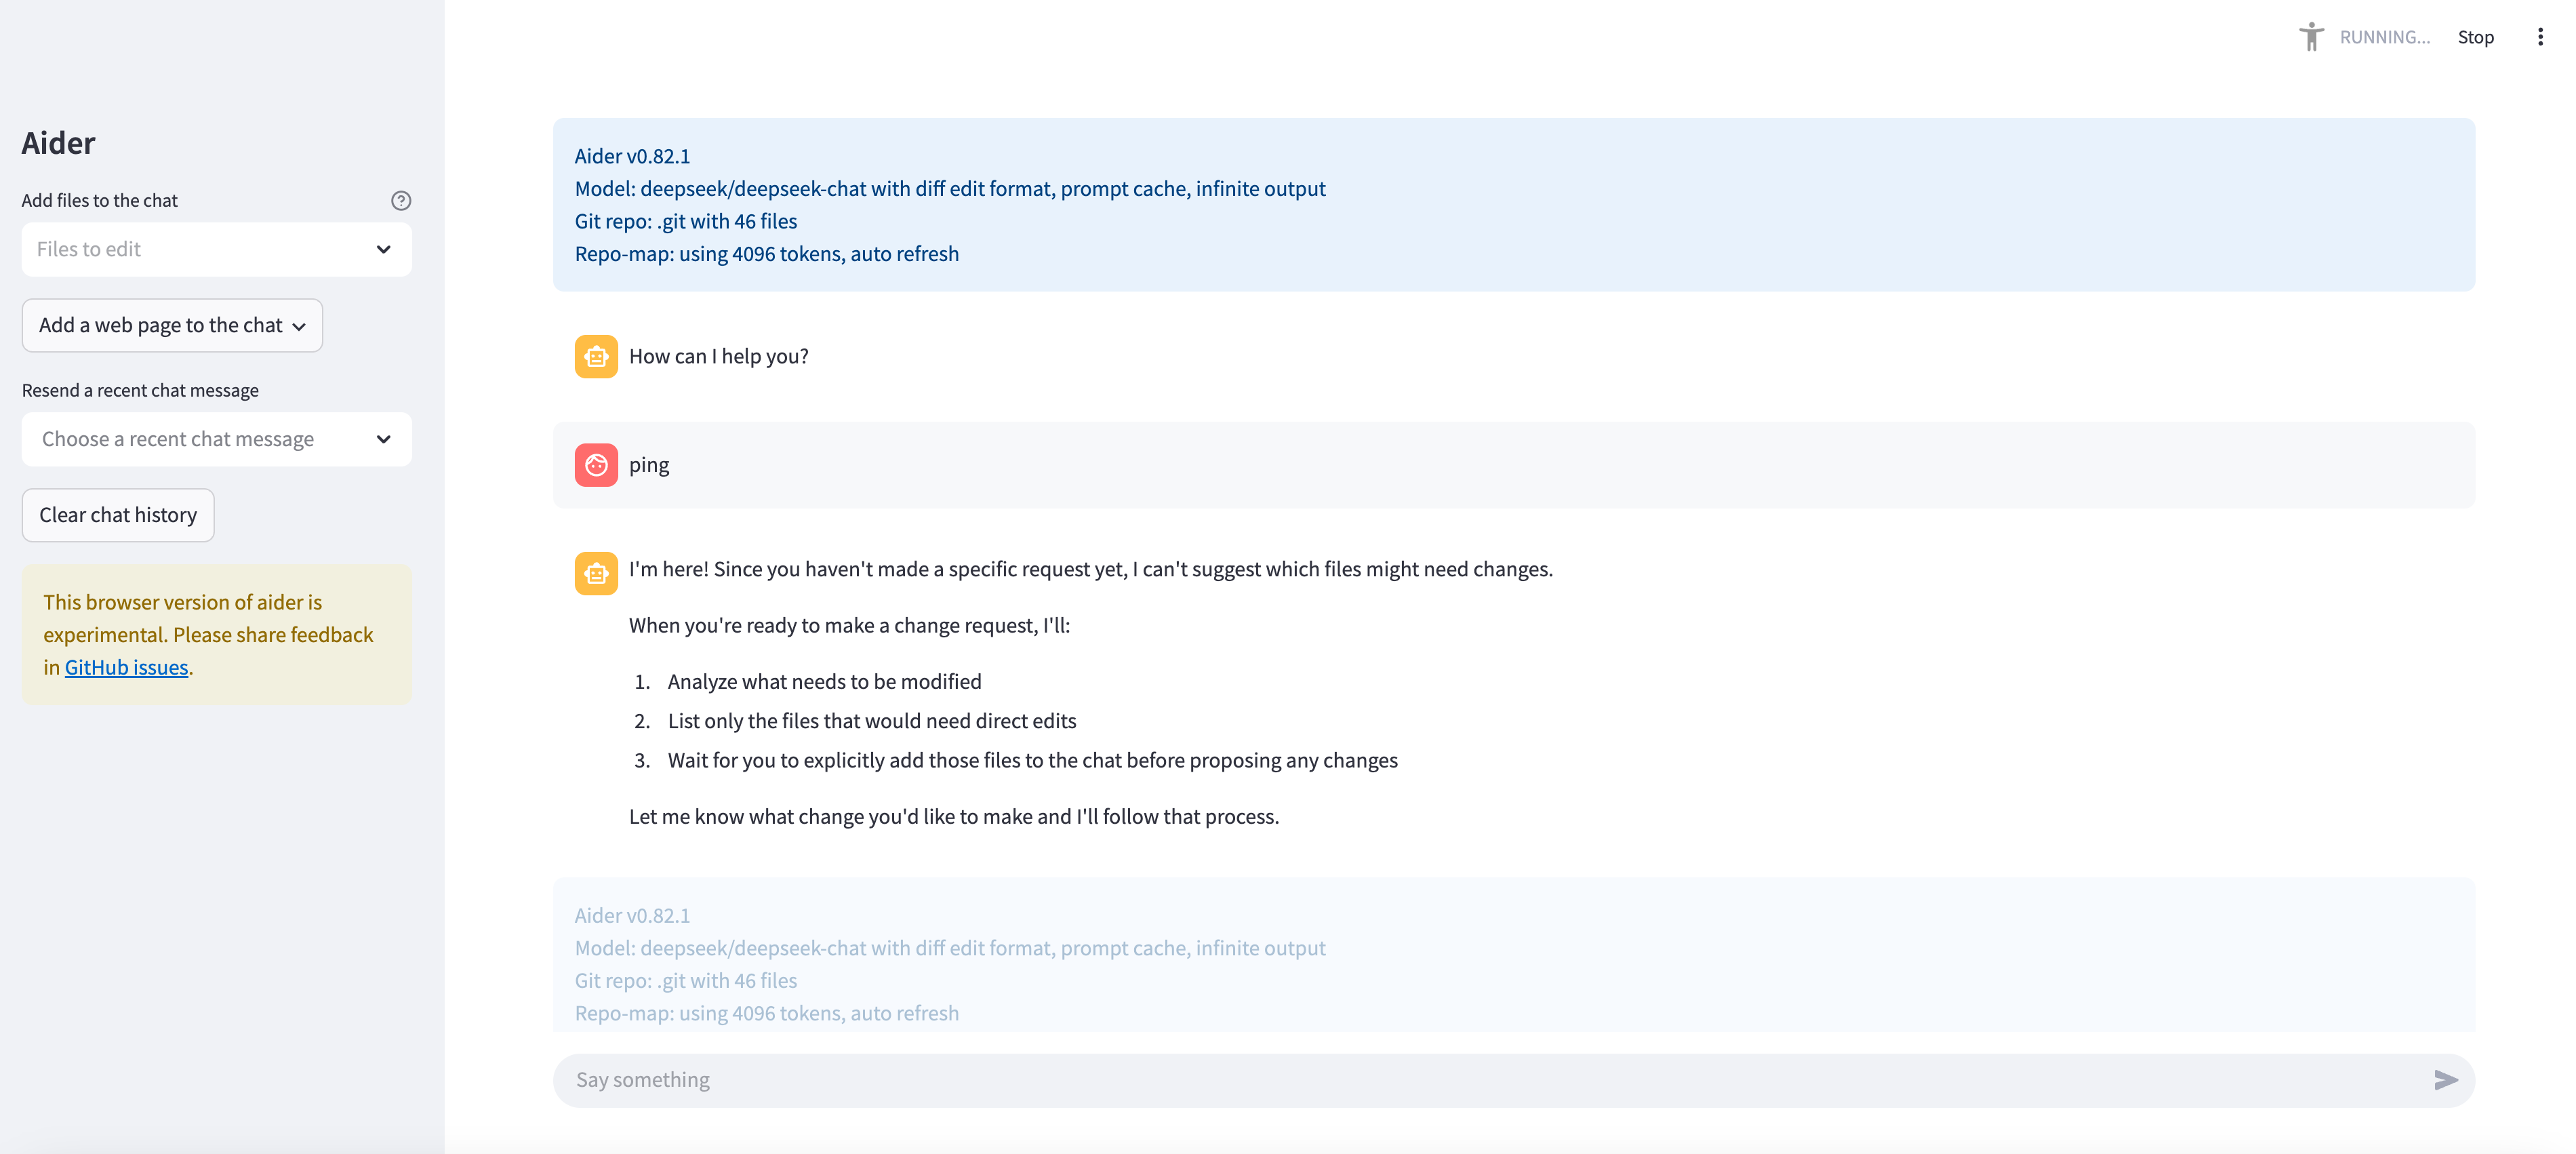 RUNNING...
Stop
Aider
Add files to the chat
Files to edit
Add a web page to the chat
Resend a recent chat message
Choose a recent chat message
Clear chat history
This browser version of aider is
experimental. Please share feedback
in GitHub issues.
Aider v0.82.1
Model: deepseek/deepseek-chat with diff edit format, prompt cache, infinite output
Git repo: .git with 46 files
Repo-map: using 4096 tokens, auto refresh
How can I help you?
ping
I'm here! Since you haven't made a specific request yet, I can't suggest which files might need changes.
When you're ready to make a change request, I'll:
1. Analyze what needs to be modified
2. List only the files that would need direct edits
3. Wait for you to explicitly add those files to the chat before proposing any changes
Let me know what change you'd like to make and I'll follow that process.
Aider v0.82.1
Model: deepseek/deepseek-chat with diff edit format, prompt cache, infinite output
Git repo: .git with 46 files
Repo-map: using 4096 tokens, auto refresh
Say something